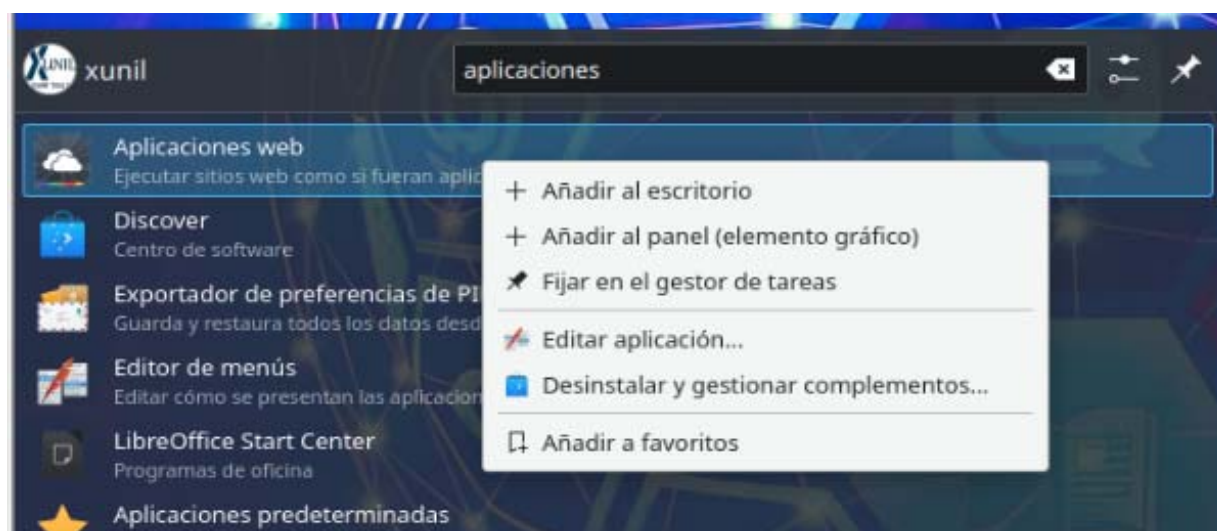 xunil
aplicaciones
Aplicaciones web
Ejecutar sitios web como si fueran aplic
Discover
Centro de software
Exportador de preferencias de PI
Guarda y restaura todos los datos desd
Editor de menús
Editar cómo se presentan las aplicacion
LibreOffice Start Center
Programas de oficina
Aplicaciones predeterminadas
Añadir al escritorio
Añadir al panel (elemento gráfico)
Fijar en el gestor de tareas
Editar aplicación...
Desinstalar y gestionar complementos...
Añadir a favoritos